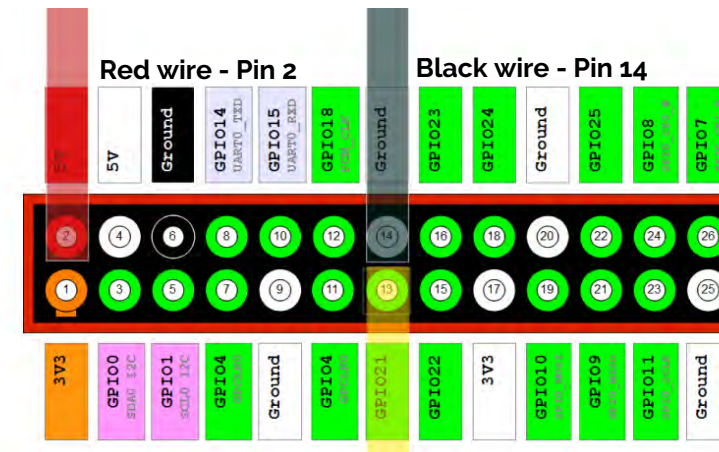 Red wire - Pin 2
Black wire - Pin 14
5V
5V
Ground
GPIO14
UART0_TXD
GPIO15
UART0_RXD
GPIO18
Ground
GPIO23
GPIO24
Ground
GPIO25
GPIO8
GPIO7
2 4 6 8 10 12 14 16 18 20 22 24 26
1 3 5 7 9 11 13 15 17 19 21 23 25
3V3
GPIO0
SDA0 I2C
GPIO1
SCL0 I2C
GPIO4
Ground
GPIO4
GPIO21
GPIO22
3V3
GPIO10
GPIO9
GPIO11
Ground